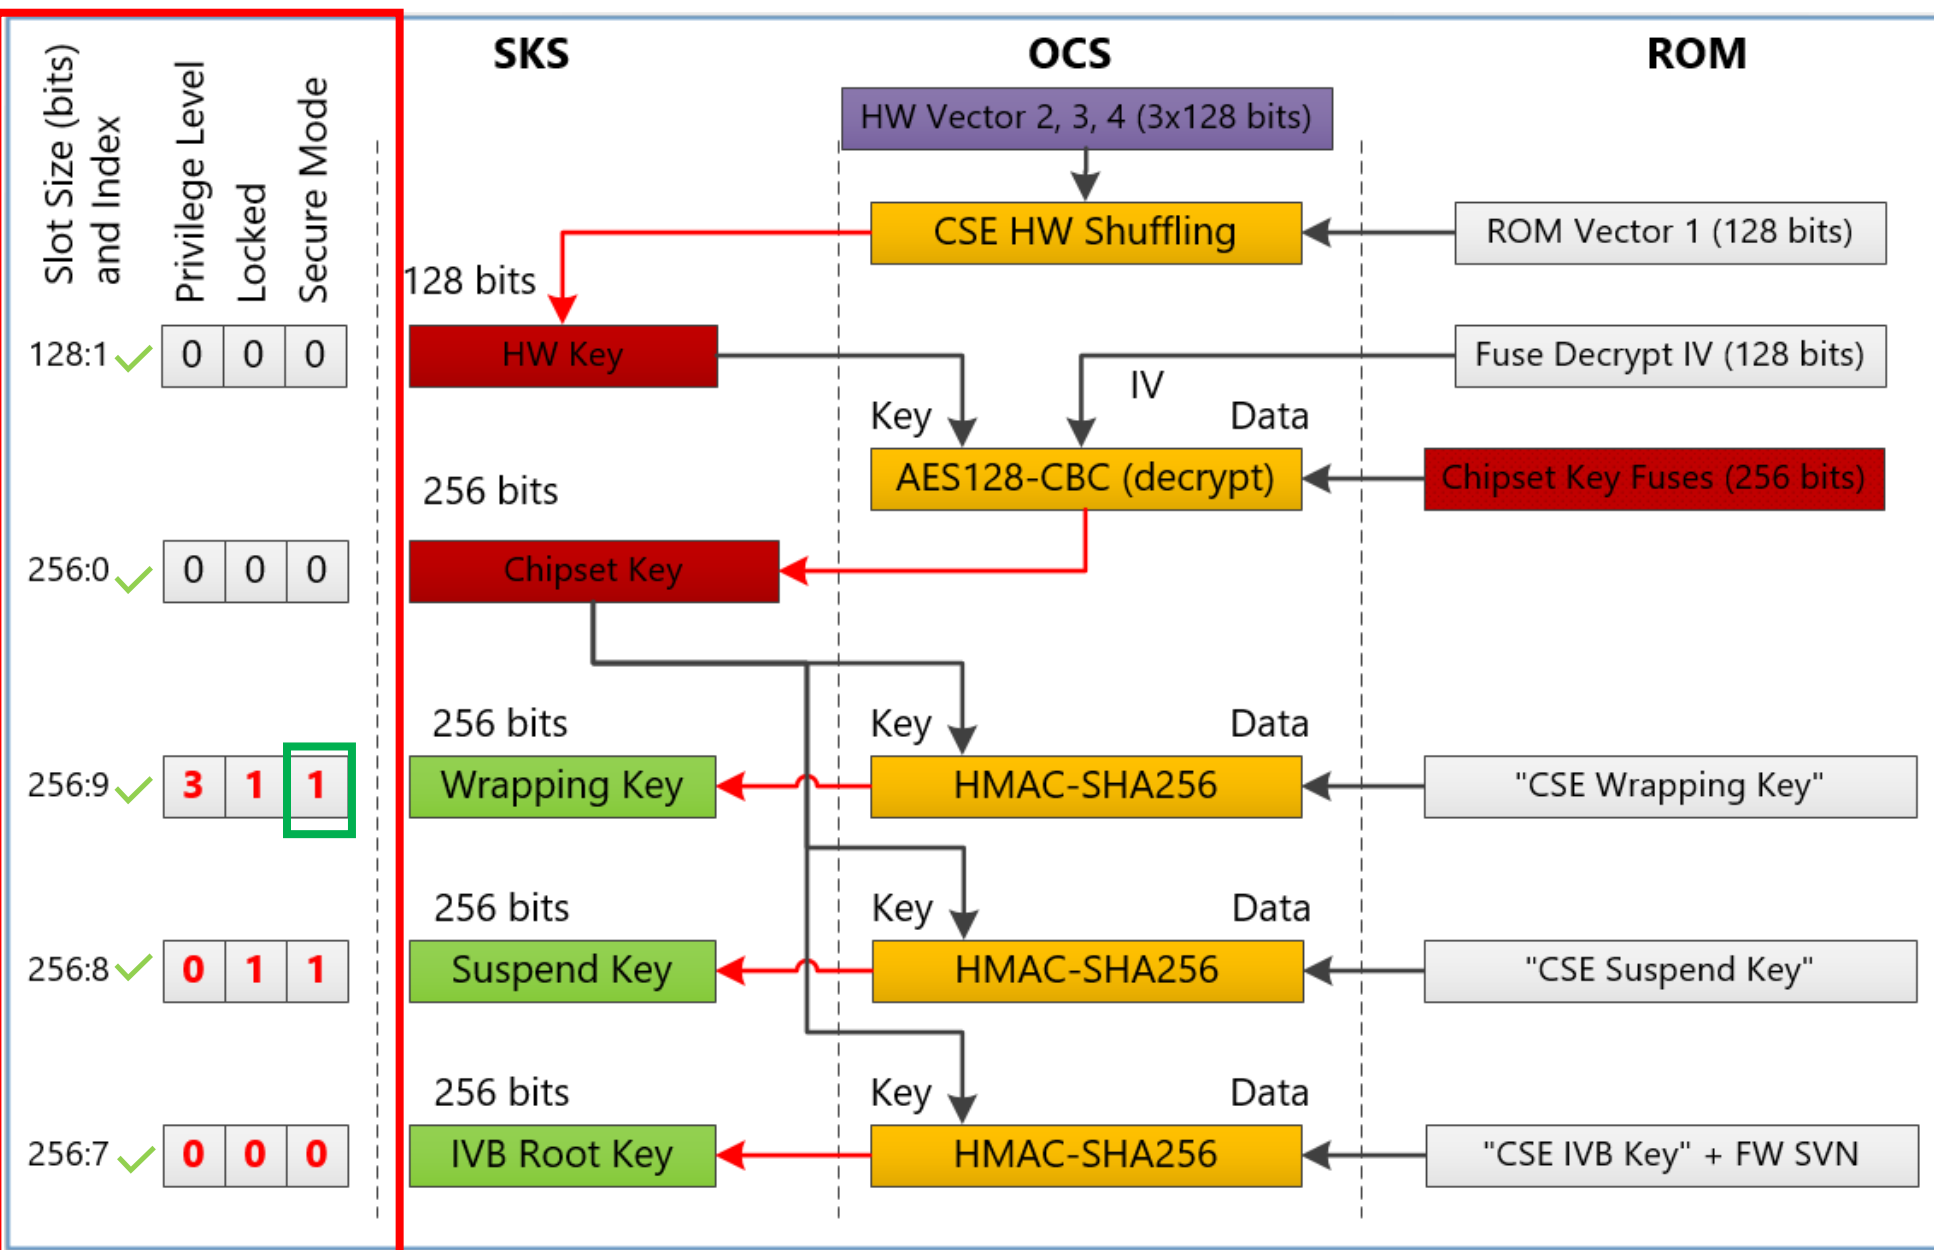 Slot Size (bits)
and Index
Privilege Level
Locked
Secure Mode
SKS
OCS
ROM
HW Vector 2, 3, 4 (3x128 bits)
CSE HW Shuffling
ROM Vector 1 (128 bits)
128 bits
128:1
0 0 0
HW Key
Fuse Decrypt IV (128 bits)
IV
Key
Data
AES128-CBC (decrypt)
Chipset Key Fuses (256 bits)
256 bits
256:0
0 0 0
Chipset Key
256 bits
Key
Data
256:9
3 1 1
Wrapping Key
HMAC-SHA256
"CSE Wrapping Key"
256 bits
Key
Data
256:8
0 1 1
Suspend Key
HMAC-SHA256
"CSE Suspend Key"
256 bits
Key
Data
256:7
0 0 0
IVB Root Key
HMAC-SHA256
"CSE IVB Key" + FW SVN